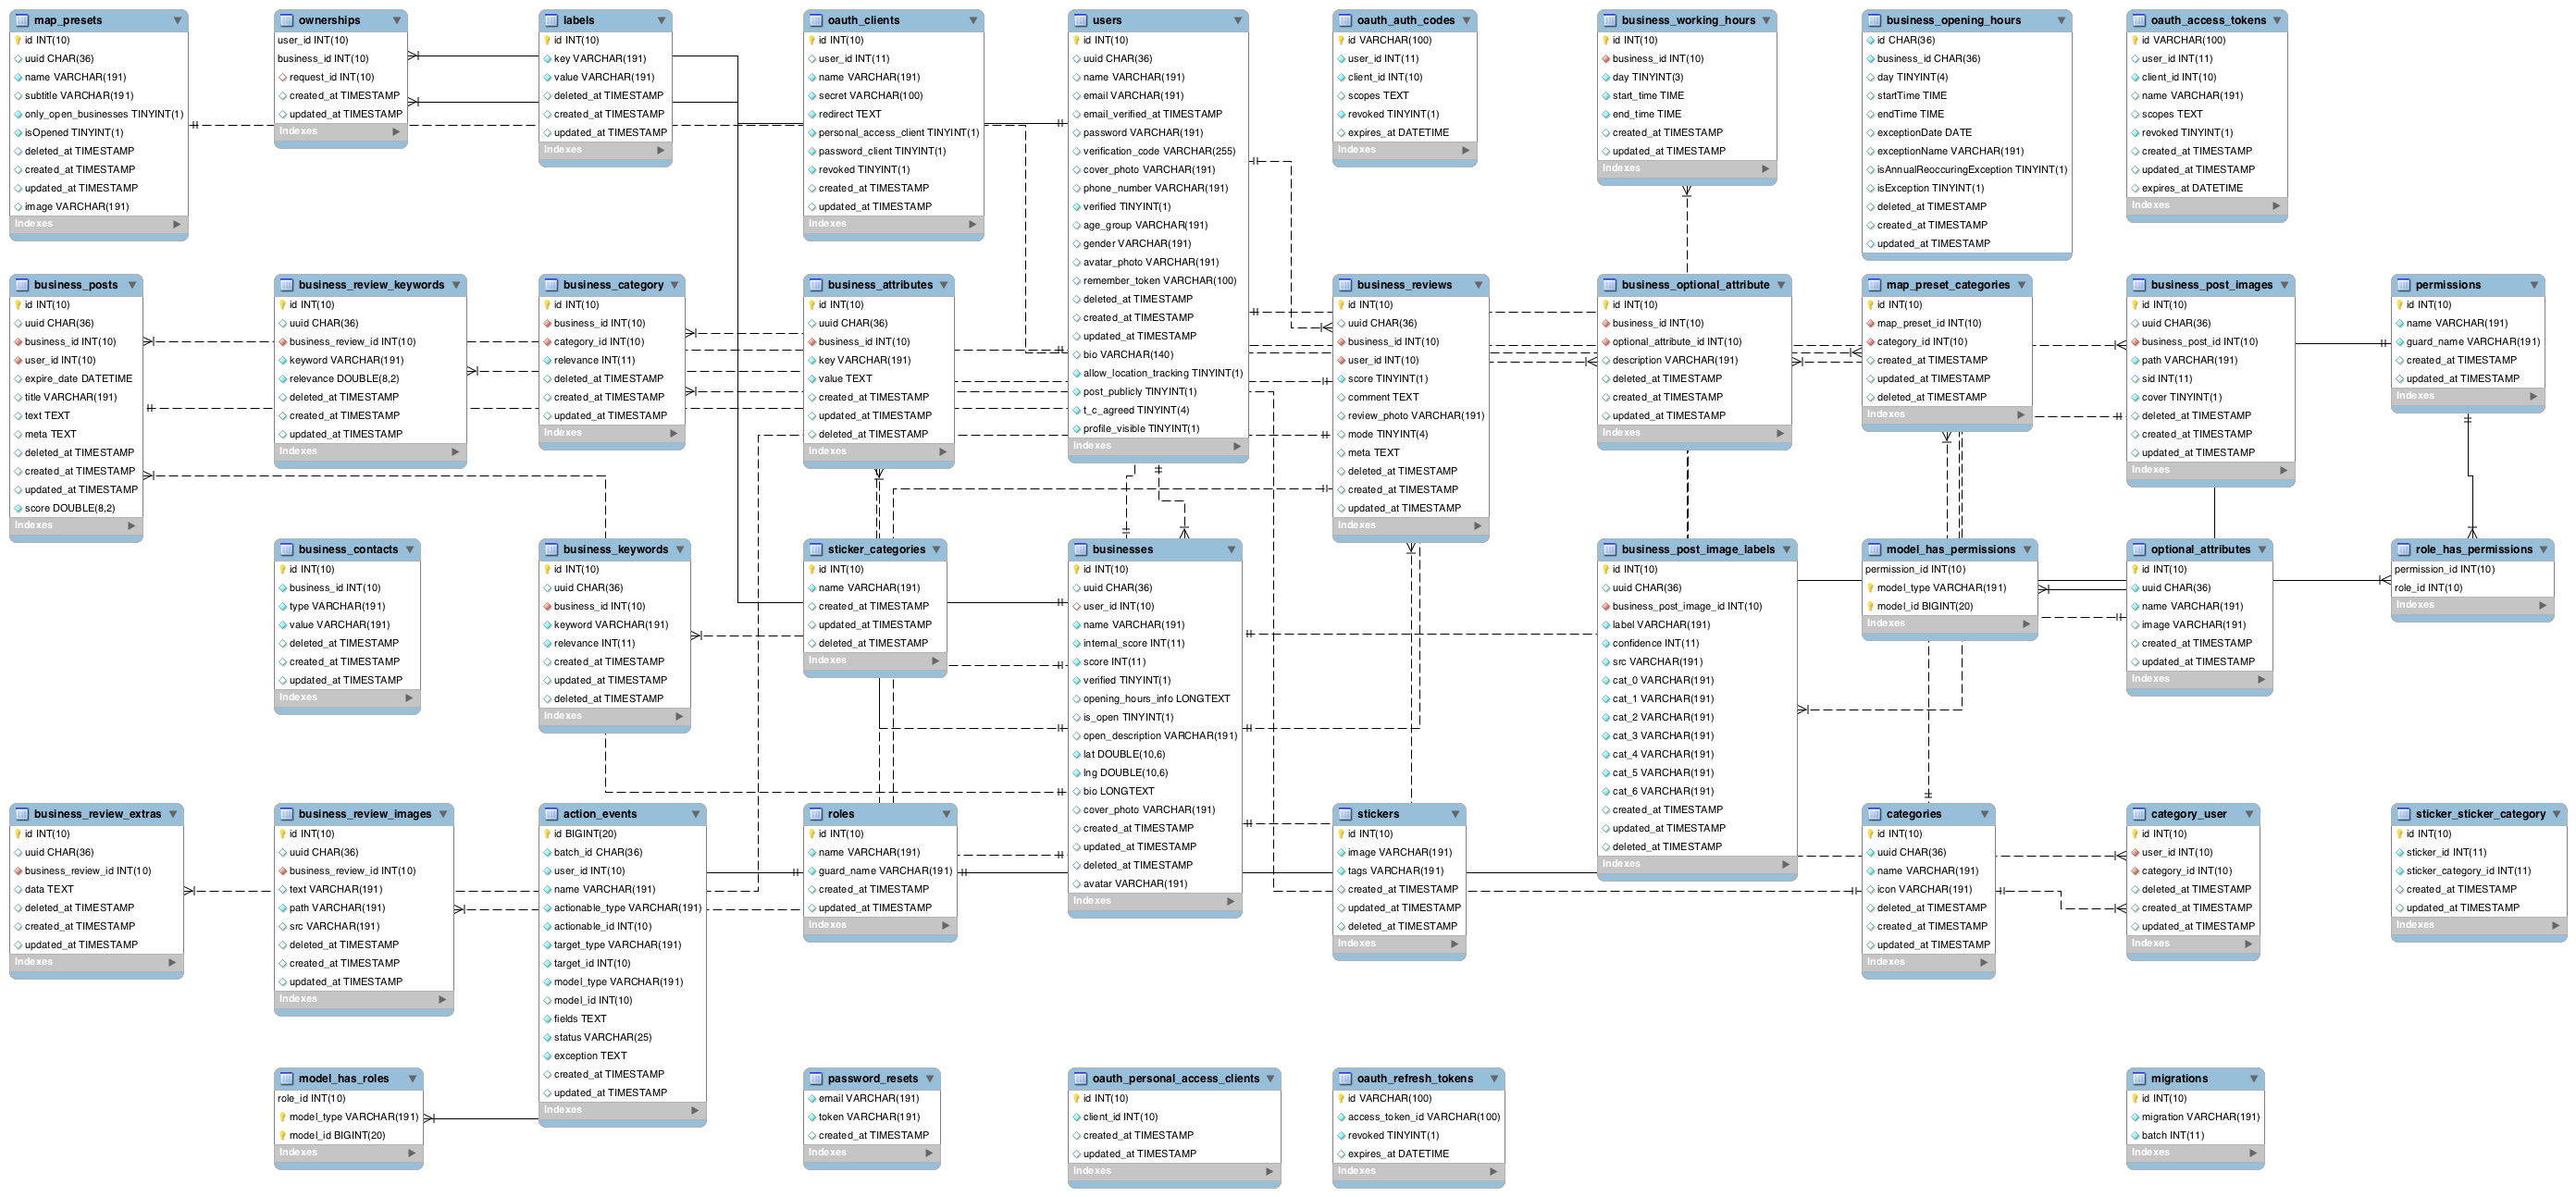 map_presets
id INT(10)
uuid CHAR(36)
name VARCHAR(191)
subtitle VARCHAR(191)
only_open_businesses TINYINT(1)
isOpened TINYINT(1)
deleted_at TIMESTAMP
created_at TIMESTAMP
updated_at TIMESTAMP
image VARCHAR(191)
Indexes
ownerships
user_id INT(10)
business_id INT(10)
request_id INT(10)
created_at TIMESTAMP
updated_at TIMESTAMP
Indexes
labels
id INT(10)
key VARCHAR(191)
value VARCHAR(191)
deleted_at TIMESTAMP
created_at TIMESTAMP
updated_at TIMESTAMP
Indexes
oauth_clients
id INT(10)
user_id INT(11)
name VARCHAR(191)
secret VARCHAR(100)
redirect TEXT
personal_access_client TINYINT(1)
password_client TINYINT(1)
revoked TINYINT(1)
created_at TIMESTAMP
updated_at TIMESTAMP
Indexes
users
id INT(10)
uuid CHAR(36)
name VARCHAR(191)
email VARCHAR(191)
email_verified_at TIMESTAMP
password VARCHAR(191)
verification_code VARCHAR(255)
cover_photo VARCHAR(191)
phone_number VARCHAR(191)
verified TINYINT(1)
age_group VARCHAR(191)
gender VARCHAR(191)
avatar_photo VARCHAR(191)
remember_token VARCHAR(100)
deleted_at TIMESTAMP
created_at TIMESTAMP
updated_at TIMESTAMP
bio VARCHAR(140)
allow_location_tracking TINYINT(1)
post_publicly TINYINT(1)
t_c_agreed TINYINT(4)
profile_visible TINYINT(1)
Indexes
oauth_auth_codes
id VARCHAR(100)
user_id INT(11)
client_id INT(10)
scopes TEXT
revoked TINYINT(1)
expires_at DATETIME
Indexes
business_working_hours
id INT(10)
business_id INT(10)
day TINYINT(3)
start_time TIME
end_time TIME
created_at TIMESTAMP
updated_at TIMESTAMP
Indexes
business_opening_hours
id CHAR(36)
business_id CHAR(36)
day TINYINT(4)
startTime TIME
endTime TIME
exceptionDate DATE
exceptionName VARCHAR(191)
isAnnualReoccuringException TINYINT(1)
isException TINYINT(1)
deleted_at TIMESTAMP
created_at TIMESTAMP
updated_at TIMESTAMP
oauth_access_tokens
id VARCHAR(100)
user_id INT(11)
client_id INT(10)
name VARCHAR(191)
scopes TEXT
revoked TINYINT(1)
created_at TIMESTAMP
updated_at TIMESTAMP
expires_at DATETIME
Indexes
business_posts
id INT(10)
uuid CHAR(36)
business_id INT(10)
user_id INT(10)
expire_date DATETIME
title VARCHAR(191)
text TEXT
meta TEXT
deleted_at TIMESTAMP
created_at TIMESTAMP
updated_at TIMESTAMP
score DOUBLE(8,2)
Indexes
business_review_keywords
id INT(10)
uuid CHAR(36)
business_review_id INT(10)
keyword VARCHAR(191)
relevance DOUBLE(8,2)
deleted_at TIMESTAMP
created_at TIMESTAMP
updated_at TIMESTAMP
Indexes
business_category
id INT(10)
business_id INT(10)
category_id INT(10)
relevance INT(11)
deleted_at TIMESTAMP
created_at TIMESTAMP
updated_at TIMESTAMP
Indexes
business_attributes
id INT(10)
uuid CHAR(36)
business_id INT(10)
key VARCHAR(191)
value TEXT
created_at TIMESTAMP
updated_at TIMESTAMP
deleted_at TIMESTAMP
Indexes
business_reviews
id INT(10)
uuid CHAR(36)
business_id INT(10)
user_id INT(10)
score TINYINT(1)
comment TEXT
review_photo VARCHAR(191)
mode TINYINT(4)
meta TEXT
deleted_at TIMESTAMP
created_at TIMESTAMP
updated_at TIMESTAMP
Indexes
business_optional_attribute
id INT(10)
business_id INT(10)
optional_attribute_id INT(10)
description VARCHAR(191)
deleted_at TIMESTAMP
created_at TIMESTAMP
updated_at TIMESTAMP
Indexes
map_preset_categories
id INT(10)
map_preset_id INT(10)
category_id INT(10)
created_at TIMESTAMP
updated_at TIMESTAMP
deleted_at TIMESTAMP
Indexes
business_post_images
id INT(10)
uuid CHAR(36)
business_post_id INT(10)
path VARCHAR(191)
sid INT(11)
cover TINYINT(1)
deleted_at TIMESTAMP
created_at TIMESTAMP
updated_at TIMESTAMP
Indexes
permissions
id INT(10)
name VARCHAR(191)
guard_name VARCHAR(191)
created_at TIMESTAMP
updated_at TIMESTAMP
Indexes
business_contacts
id INT(10)
business_id INT(10)
type VARCHAR(191)
value VARCHAR(191)
deleted_at TIMESTAMP
created_at TIMESTAMP
updated_at TIMESTAMP
Indexes
business_keywords
id INT(10)
uuid CHAR(36)
business_id INT(10)
keyword VARCHAR(191)
relevance INT(11)
created_at TIMESTAMP
updated_at TIMESTAMP
deleted_at TIMESTAMP
Indexes
sticker_categories
id INT(10)
name VARCHAR(191)
created_at TIMESTAMP
updated_at TIMESTAMP
deleted_at TIMESTAMP
Indexes
businesses
id INT(10)
uuid CHAR(36)
user_id INT(10)
name VARCHAR(191)
internal_score INT(11)
score INT(11)
verified TINYINT(1)
opening_hours_info LONGTEXT
is_open TINYINT(1)
open_description VARCHAR(191)
lat DOUBLE(10,6)
lng DOUBLE(10,6)
bio LONGTEXT
cover_photo VARCHAR(191)
created_at TIMESTAMP
updated_at TIMESTAMP
deleted_at TIMESTAMP
avatar VARCHAR(191)
Indexes
business_post_image_labels
id INT(10)
uuid CHAR(36)
business_post_image_id INT(10)
label VARCHAR(191)
confidence INT(11)
src VARCHAR(191)
cat_0 VARCHAR(191)
cat_1 VARCHAR(191)
cat_2 VARCHAR(191)
cat_3 VARCHAR(191)
cat_4 VARCHAR(191)
cat_5 VARCHAR(191)
cat_6 VARCHAR(191)
created_at TIMESTAMP
updated_at TIMESTAMP
deleted_at TIMESTAMP
Indexes
model_has_permissions
permission_id INT(10)
model_type VARCHAR(191)
model_id BIGINT(20)
Indexes
optional_attributes
id INT(10)
uuid CHAR(36)
name VARCHAR(191)
image VARCHAR(191)
created_at TIMESTAMP
updated_at TIMESTAMP
Indexes
role_has_permissions
permission_id INT(10)
role_id INT(10)
Indexes
business_review_extras
id INT(10)
uuid CHAR(36)
business_review_id INT(10)
data TEXT
deleted_at TIMESTAMP
created_at TIMESTAMP
updated_at TIMESTAMP
Indexes
business_review_images
id INT(10)
uuid CHAR(36)
business_review_id INT(10)
text VARCHAR(191)
path VARCHAR(191)
src VARCHAR(191)
deleted_at TIMESTAMP
created_at TIMESTAMP
updated_at TIMESTAMP
Indexes
action_events
id BIGINT(20)
batch_id CHAR(36)
user_id INT(10)
name VARCHAR(191)
actionable_type VARCHAR(191)
actionable_id INT(10)
target_type VARCHAR(191)
target_id INT(10)
model_type VARCHAR(191)
model_id INT(10)
fields TEXT
status VARCHAR(25)
exception TEXT
created_at TIMESTAMP
updated_at TIMESTAMP
Indexes
roles
id INT(10)
name VARCHAR(191)
guard_name VARCHAR(191)
created_at TIMESTAMP
updated_at TIMESTAMP
Indexes
stickers
id INT(10)
image VARCHAR(191)
tags VARCHAR(191)
created_at TIMESTAMP
updated_at TIMESTAMP
deleted_at TIMESTAMP
Indexes
categories
id INT(10)
uuid CHAR(36)
name VARCHAR(191)
icon VARCHAR(191)
deleted_at TIMESTAMP
created_at TIMESTAMP
updated_at TIMESTAMP
Indexes
category_user
id INT(10)
user_id INT(10)
category_id INT(10)
deleted_at TIMESTAMP
created_at TIMESTAMP
updated_at TIMESTAMP
Indexes
sticker_sticker_category
id INT(10)
sticker_id INT(11)
sticker_category_id INT(11)
created_at TIMESTAMP
updated_at TIMESTAMP
Indexes
model_has_roles
role_id INT(10)
model_type VARCHAR(191)
model_id BIGINT(20)
Indexes
password_resets
email VARCHAR(191)
token VARCHAR(191)
created_at TIMESTAMP
Indexes
oauth_personal_access_clients
id INT(10)
client_id INT(10)
created_at TIMESTAMP
updated_at TIMESTAMP
Indexes
oauth_refresh_tokens
id VARCHAR(100)
access_token_id VARCHAR(100)
revoked TINYINT(1)
expires_at DATETIME
Indexes
migrations
id INT(10)
migration VARCHAR(191)
batch INT(11)
Indexes